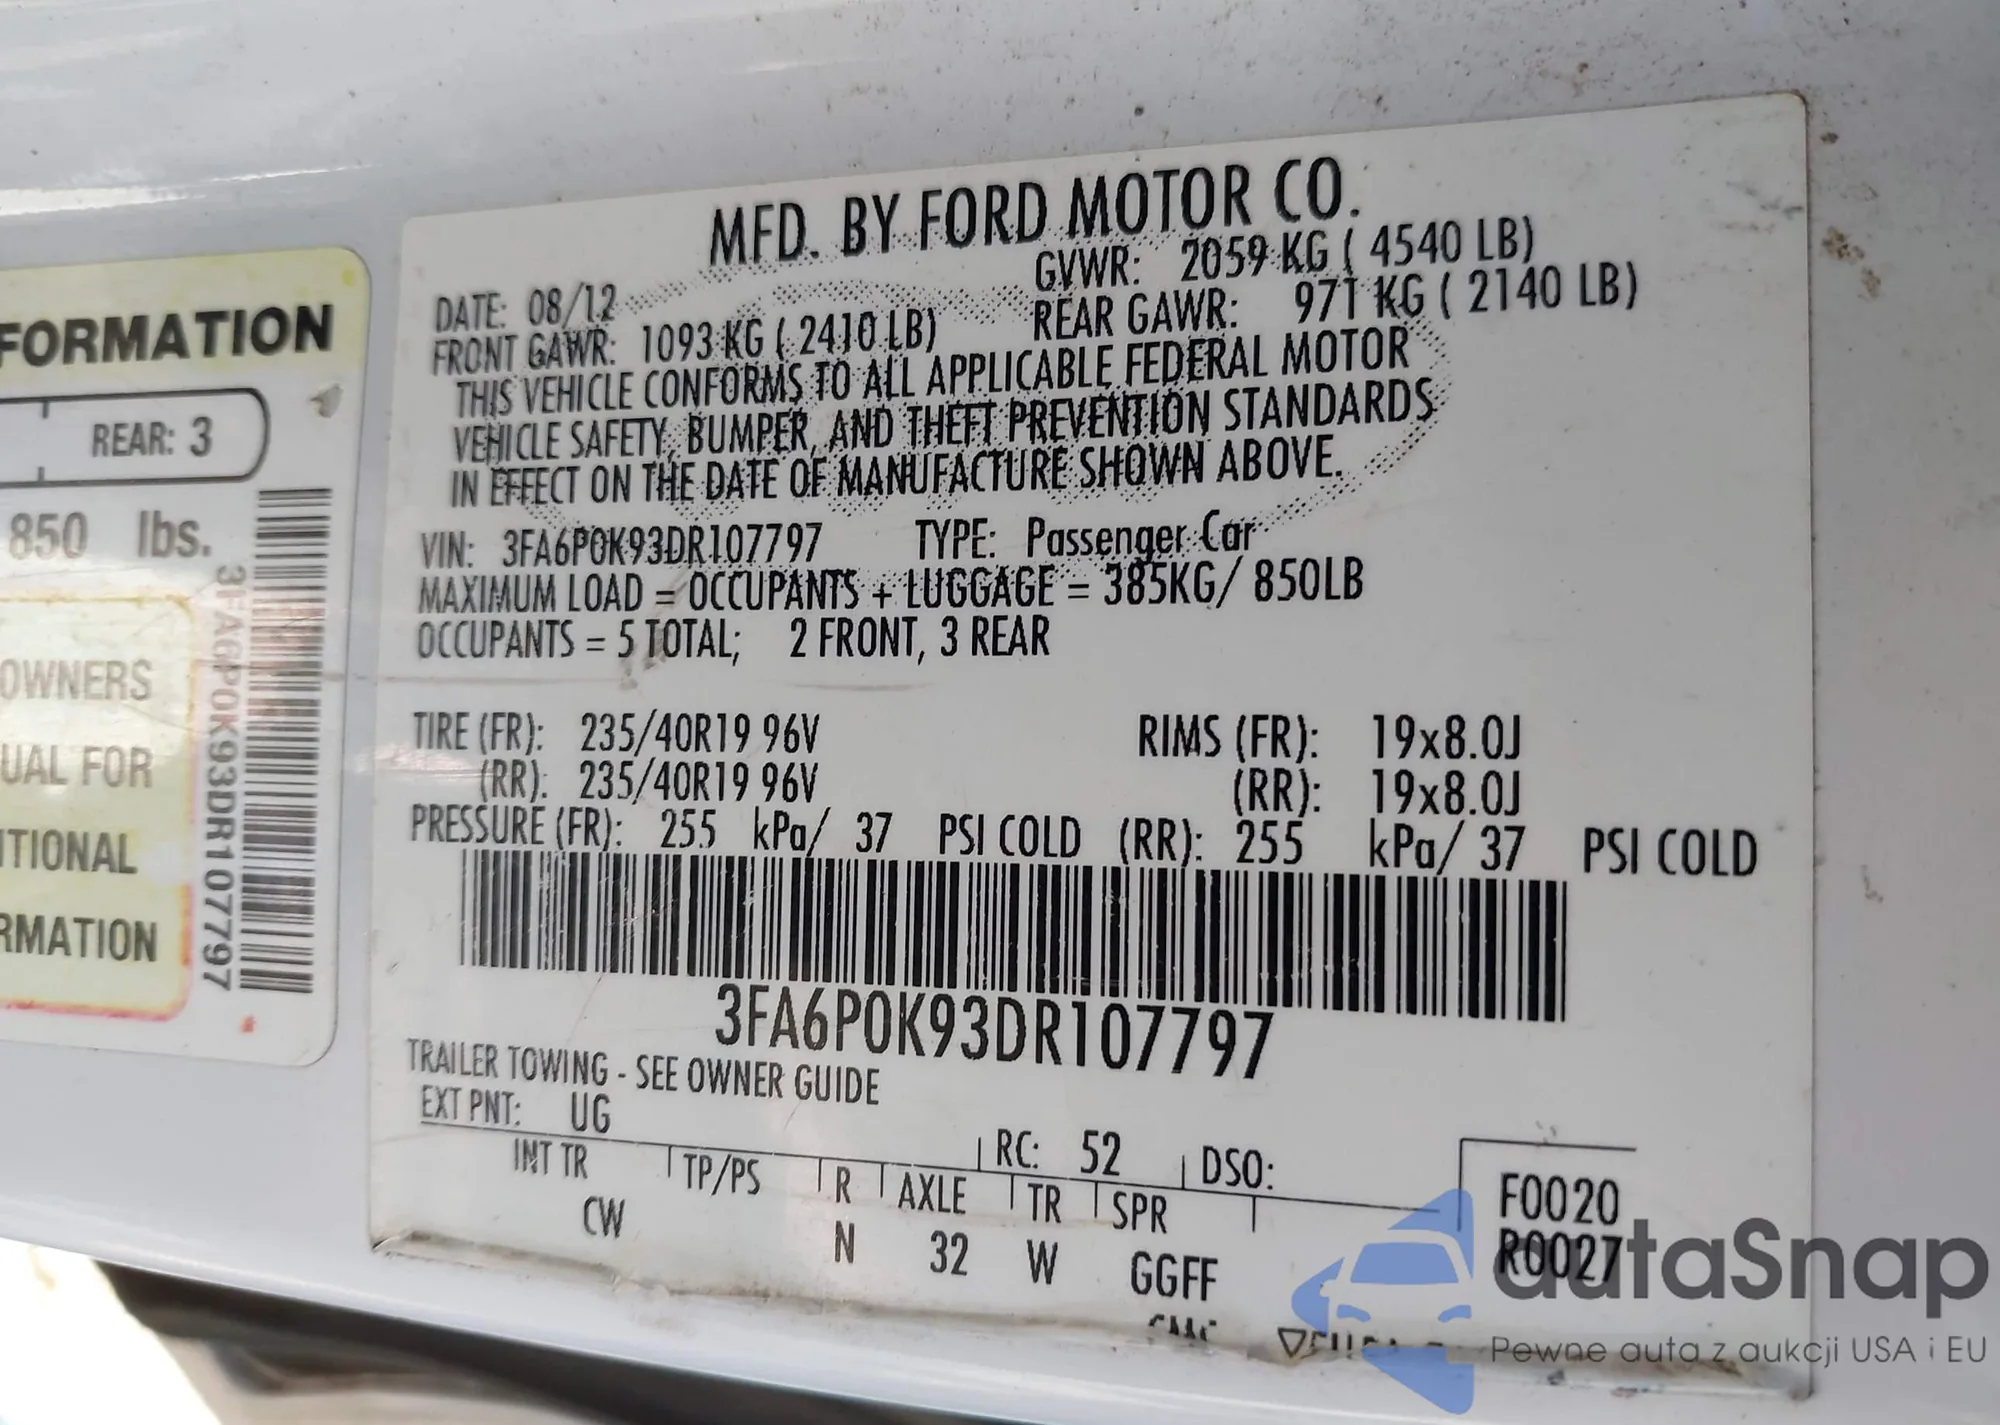 FORMATION
REAR: 3
850 lbs.
OWNERS
UAL FOR
ITIONAL
RMATION
3FA6P0K93DR107797
MFD. BY FORD MOTOR CO.
DATE: 08/12 GVWR: 2059 KG ( 4540 LB)
FRONT GAWR: 1093 KG ( 2410 LB) REAR GAWR: 971 KG ( 2140 LB)
THIS VEHICLE CONFORMS TO ALL APPLICABLE FEDERAL MOTOR
VEHICLE SAFETY, BUMPER, AND THEFT PREVENTION STANDARDS
IN EFFECT ON THE DATE OF MANUFACTURE SHOWN ABOVE.
VIN: 3FA6P0K93DR107797 TYPE: Passenger Car
MAXIMUM LOAD = OCCUPANTS + LUGGAGE = 385KG/ 850LB
OCCUPANTS = 5 TOTAL; 2 FRONT, 3 REAR
TIRE (FR): 235/40R19 96V RIMS (FR): 19x8.0J
(RR): 235/40R19 96V (RR): 19x8.0J
PRESSURE (FR): 255 kPa/ 37 PSI COLD (RR): 255 kPa/ 37 PSI COLD
3FA6P0K93DR107797
TRAILER TOWING - SEE OWNER GUIDE
EXT PNT: UG RC: 52 DSO:
INT TR TP/PS R AXLE TR SPR F0020
CW N 32 W GGFF R0027
autaSnap
Pewne auta z aukcji USA i EU